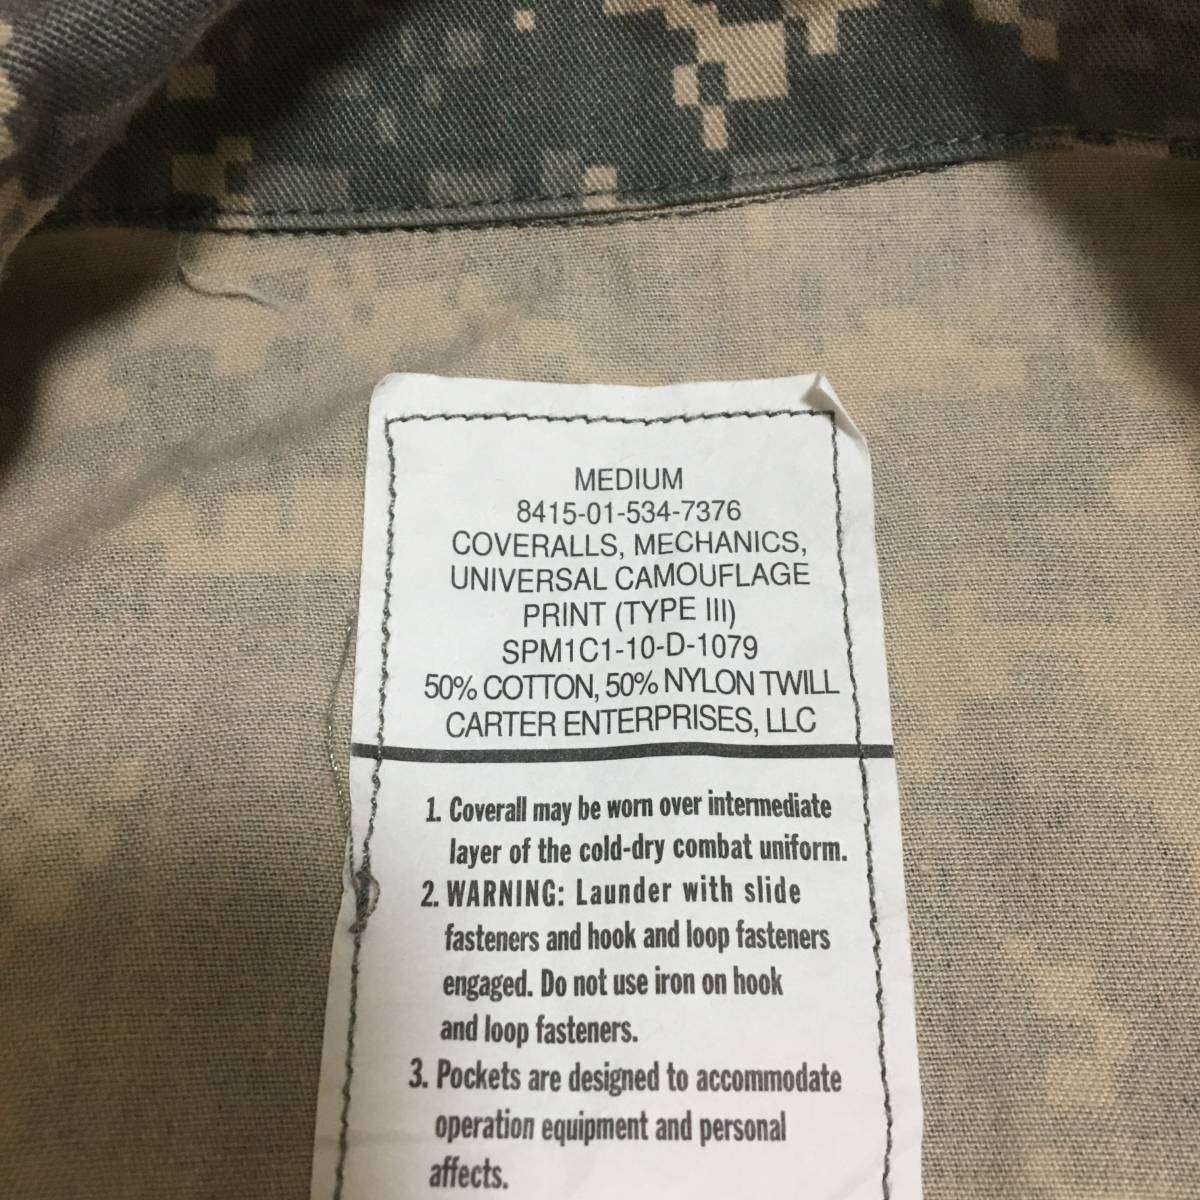 MEDIUM
8415-01-534-7376
COVERALLS, MECHANICS,
UNIVERSAL CAMOUFLAGE
PRINT (TYPE III)
SPM1C1-10-D-1079
50% COTTON, 50% NYLON TWILL
CARTER ENTERPRISES, LLC
1. Coverall may be worn over intermediate
layer of the cold-dry combat uniform.
2. WARNING: Launder with slide
fasteners and hook and loop fasteners
engaged. Do not use iron on hook
and loop fasteners.
3. Pockets are designed to accommodate
operation equipment and personal
affects.